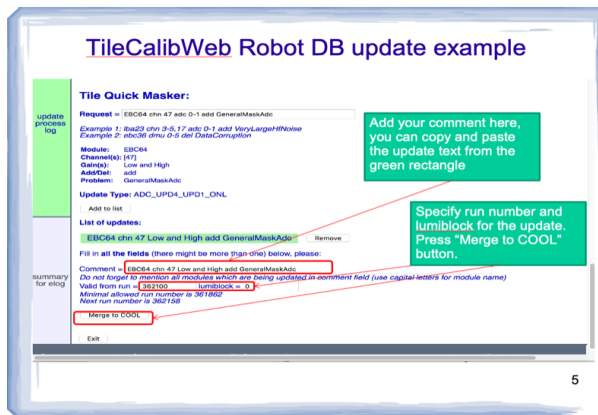 TileCalibWeb Robot DB update example
update
process
log
Tile Quick Masker:
Request = EBC64 chn 47 adc 0-1 add GeneralMaskAdc
Example 1: lba23 chn 3-5,17 adc 0-1 add VeryLargeHfNoise
Example 2: ebc36 dmu 0-5 del DataCorruption
Module: EBC64
Channel(s): [47]
Gain(s): Low and High
Add/Del: add
Problem: GeneralMaskAdc
Update Type: ADC_UPD4_UPD1_ONL
Add to list
List of updates:
EBC64 chn 47 Low and High add GeneralMaskAdc Remove
Fill in all the fields (there might be more than one) below, please:
Comment = EBC64 chn 47 Low and High add GeneralMaskAdc
Do not forget to mention all modules which are being updated in comment field (use capital letters for module name)
Valid from run = 362100 lumiblock = 0
Minimal allowed run number is 361862
Next run number is 362156
Merge to COOL
Exit
summary
for elog
Add your comment here,
you can copy and paste
the update text from the
green rectangle
Specify run number and
lumiblock for the update.
Press “Merge to COOL”
button.
5